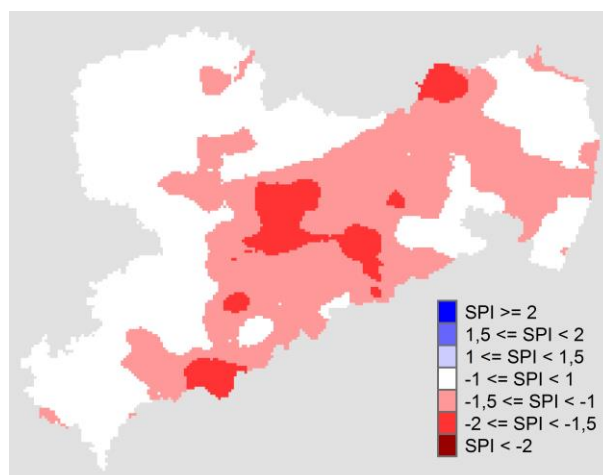 SPI >= 2
1,5 <= SPI < 2
1 <= SPI < 1,5
-1 <= SPI < 1
-1,5 <= SPI < -1
-2 <= SPI < -1,5
SPI < -2